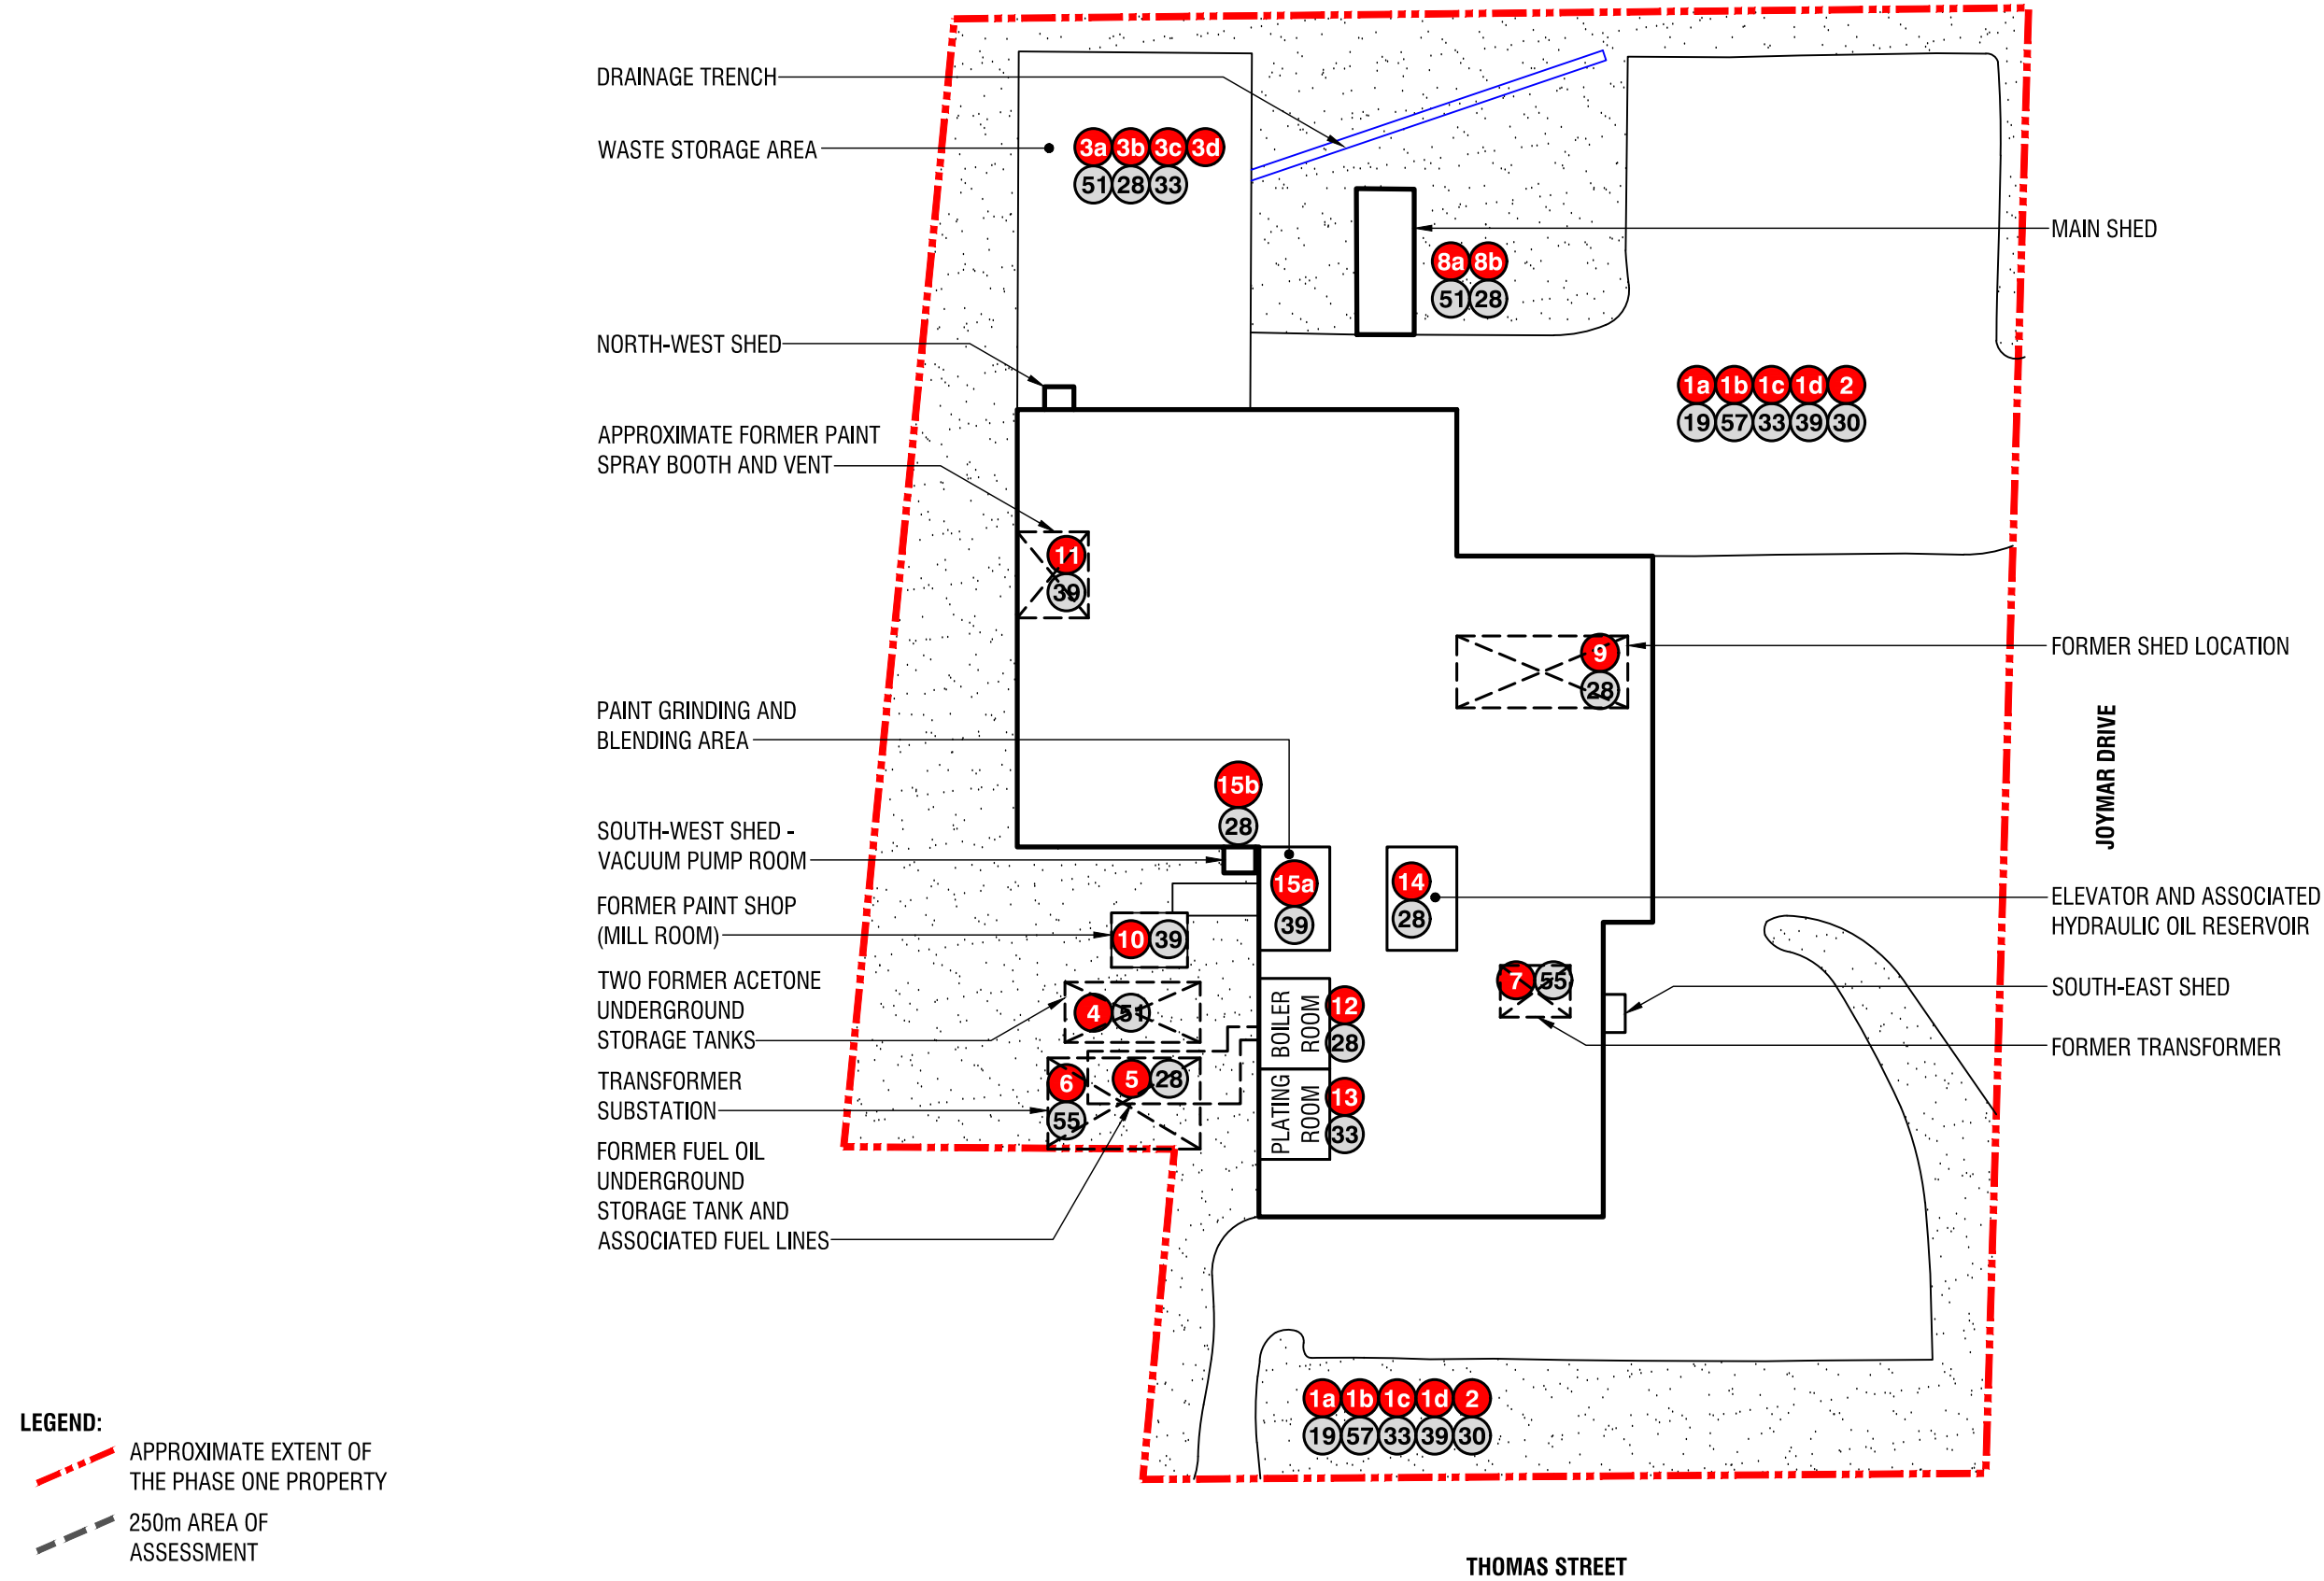 DRAINAGE TRENCH
WASTE STORAGE AREA
3a 3b 3c 3d
51 28 33
MAIN SHED
8a 8b
51 28
NORTH-WEST SHED
1a 1b 1c 1d 2
19 57 33 39 30
APPROXIMATE FORMER PAINT
SPRAY BOOTH AND VENT
11
39
FORMER SHED LOCATION
9
28
PAINT GRINDING AND
BLENDING AREA
JOYMAR DRIVE
15b
28
SOUTH-WEST SHED -
VACUUM PUMP ROOM
15a
39
14
28
ELEVATOR AND ASSOCIATED
HYDRAULIC OIL RESERVOIR
FORMER PAINT SHOP
(MILL ROOM)
10 39
TWO FORMER ACETONE
UNDERGROUND
STORAGE TANKS
4 51
7 55
SOUTH-EAST SHED
BOILER
ROOM
12
28
FORMER TRANSFORMER
TRANSFORMER
SUBSTATION
6
55
5 28
PLATING
ROOM
13
33
FORMER FUEL OIL
UNDERGROUND
STORAGE TANK AND
ASSOCIATED FUEL LINES
1a 1b 1c 1d 2
19 57 33 39 30
LEGEND:
APPROXIMATE EXTENT OF
THE PHASE ONE PROPERTY
250m AREA OF
ASSESSMENT
THOMAS STREET